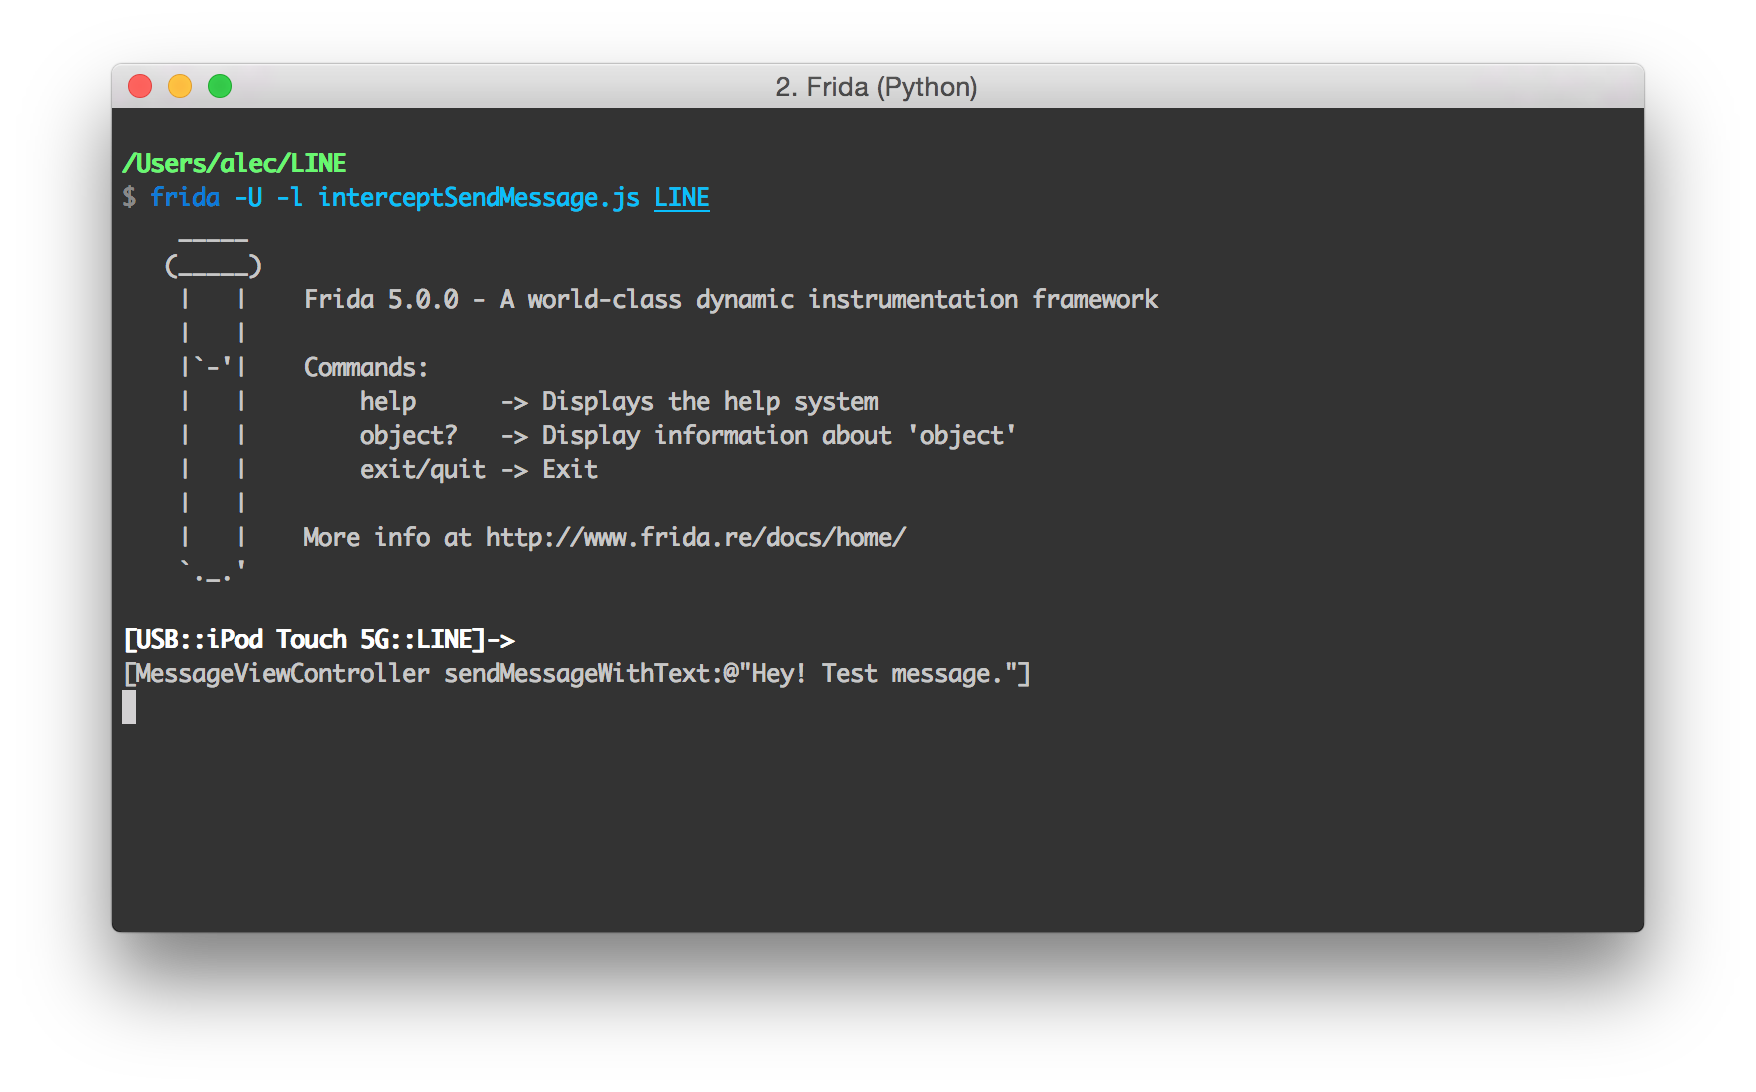 2. Frida (Python)
/Users/alec/LINE
$ frida -U -l interceptSendMessage.js LINE
    _____
   (_____)
    |   |    Frida 5.0.0 - A world-class dynamic instrumentation framework
    |   |
    |`-'|    Commands:
    |   |        help      -> Displays the help system
    |   |        object?   -> Display information about 'object'
    |   |        exit/quit -> Exit
    |   |
    |   |    More info at http://www.frida.re/docs/home/
    `._.'
[USB::iPod Touch 5G::LINE]->
[MessageViewController sendMessageWithText:@"Hey! Test message."]